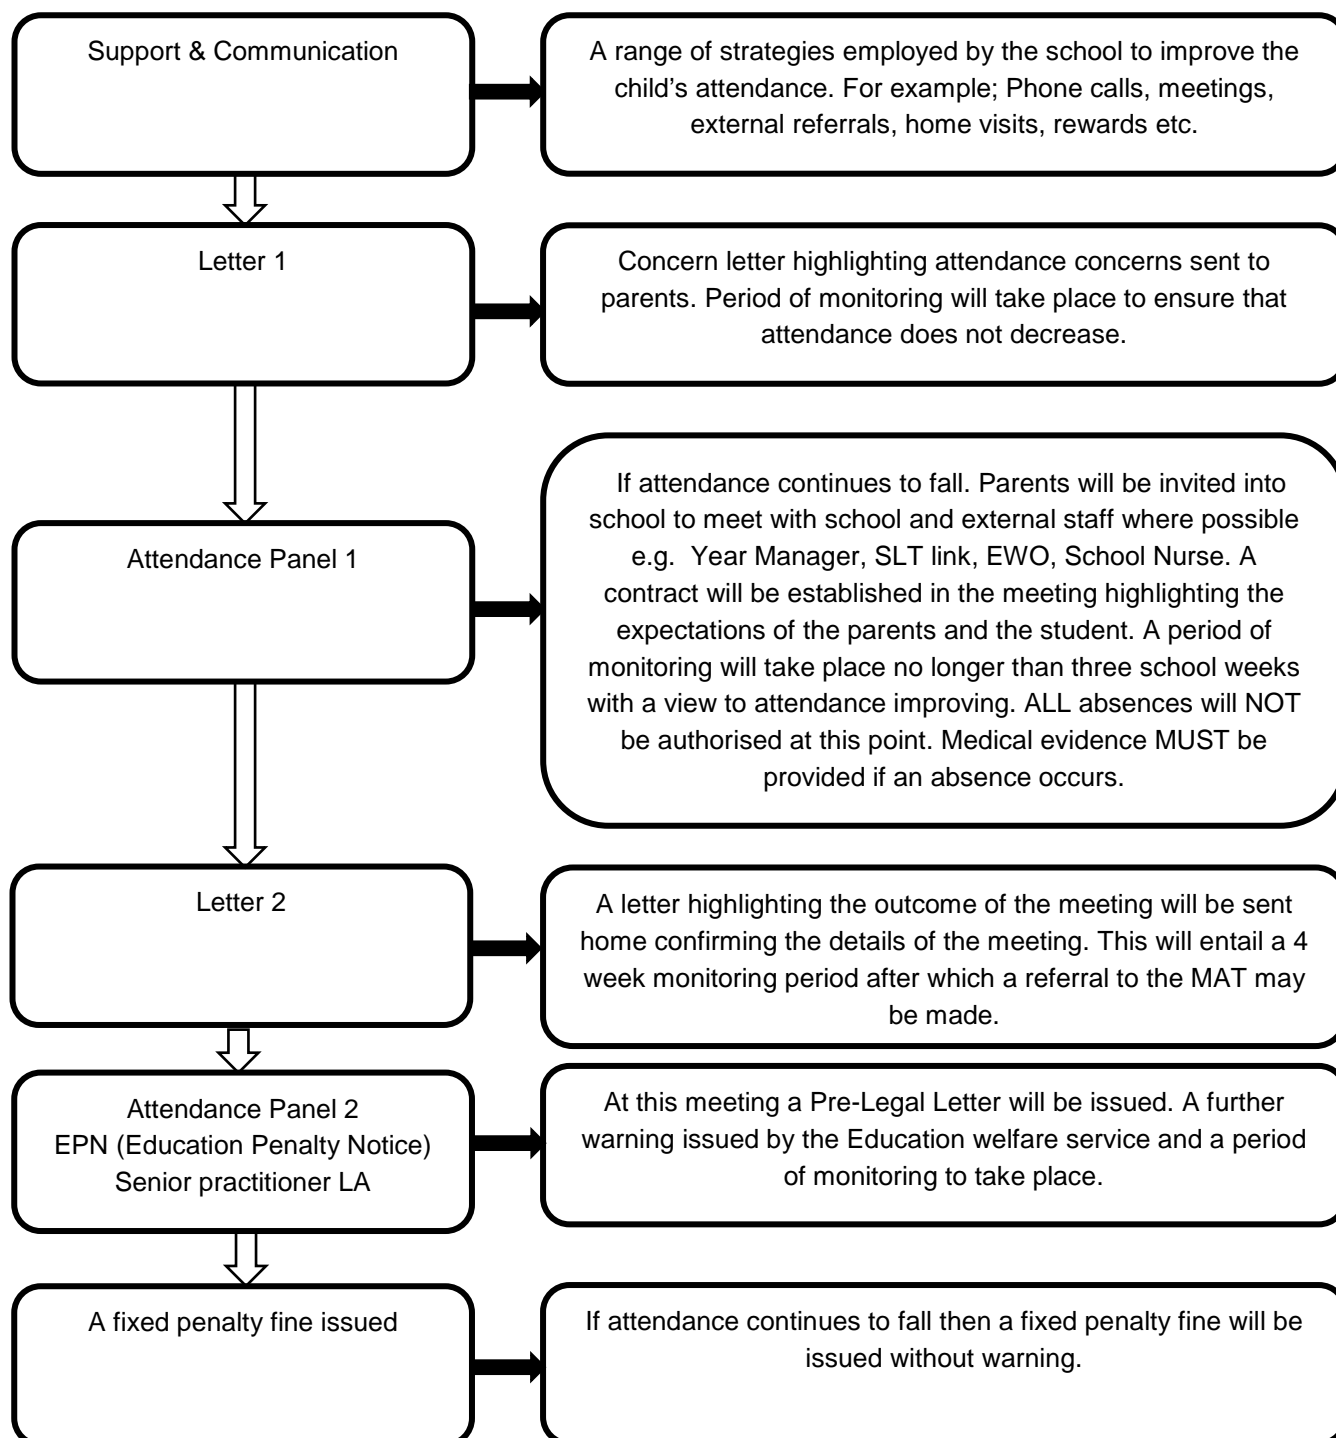 Support & Communication
A range of strategies employed by the school to improve the
child’s attendance. For example; Phone calls, meetings,
external referrals, home visits, rewards etc.
Letter 1
Concern letter highlighting attendance concerns sent to
parents. Period of monitoring will take place to ensure that
attendance does not decrease.
Attendance Panel 1
If attendance continues to fall. Parents will be invited into
school to meet with school and external staff where possible
e.g.  Year Manager, SLT link, EWO, School Nurse. A
contract will be established in the meeting highlighting the
expectations of the parents and the student. A period of
monitoring will take place no longer than three school weeks
with a view to attendance improving. ALL absences will NOT
be authorised at this point. Medical evidence MUST be
provided if an absence occurs.
Letter 2
A letter highlighting the outcome of the meeting will be sent
home confirming the details of the meeting. This will entail a 4
week monitoring period after which a referral to the MAT may
be made.
Attendance Panel 2
EPN (Education Penalty Notice)
Senior practitioner LA
At this meeting a Pre-Legal Letter will be issued. A further
warning issued by the Education welfare service and a period
of monitoring to take place.
A fixed penalty fine issued
If attendance continues to fall then a fixed penalty fine will be
issued without warning.